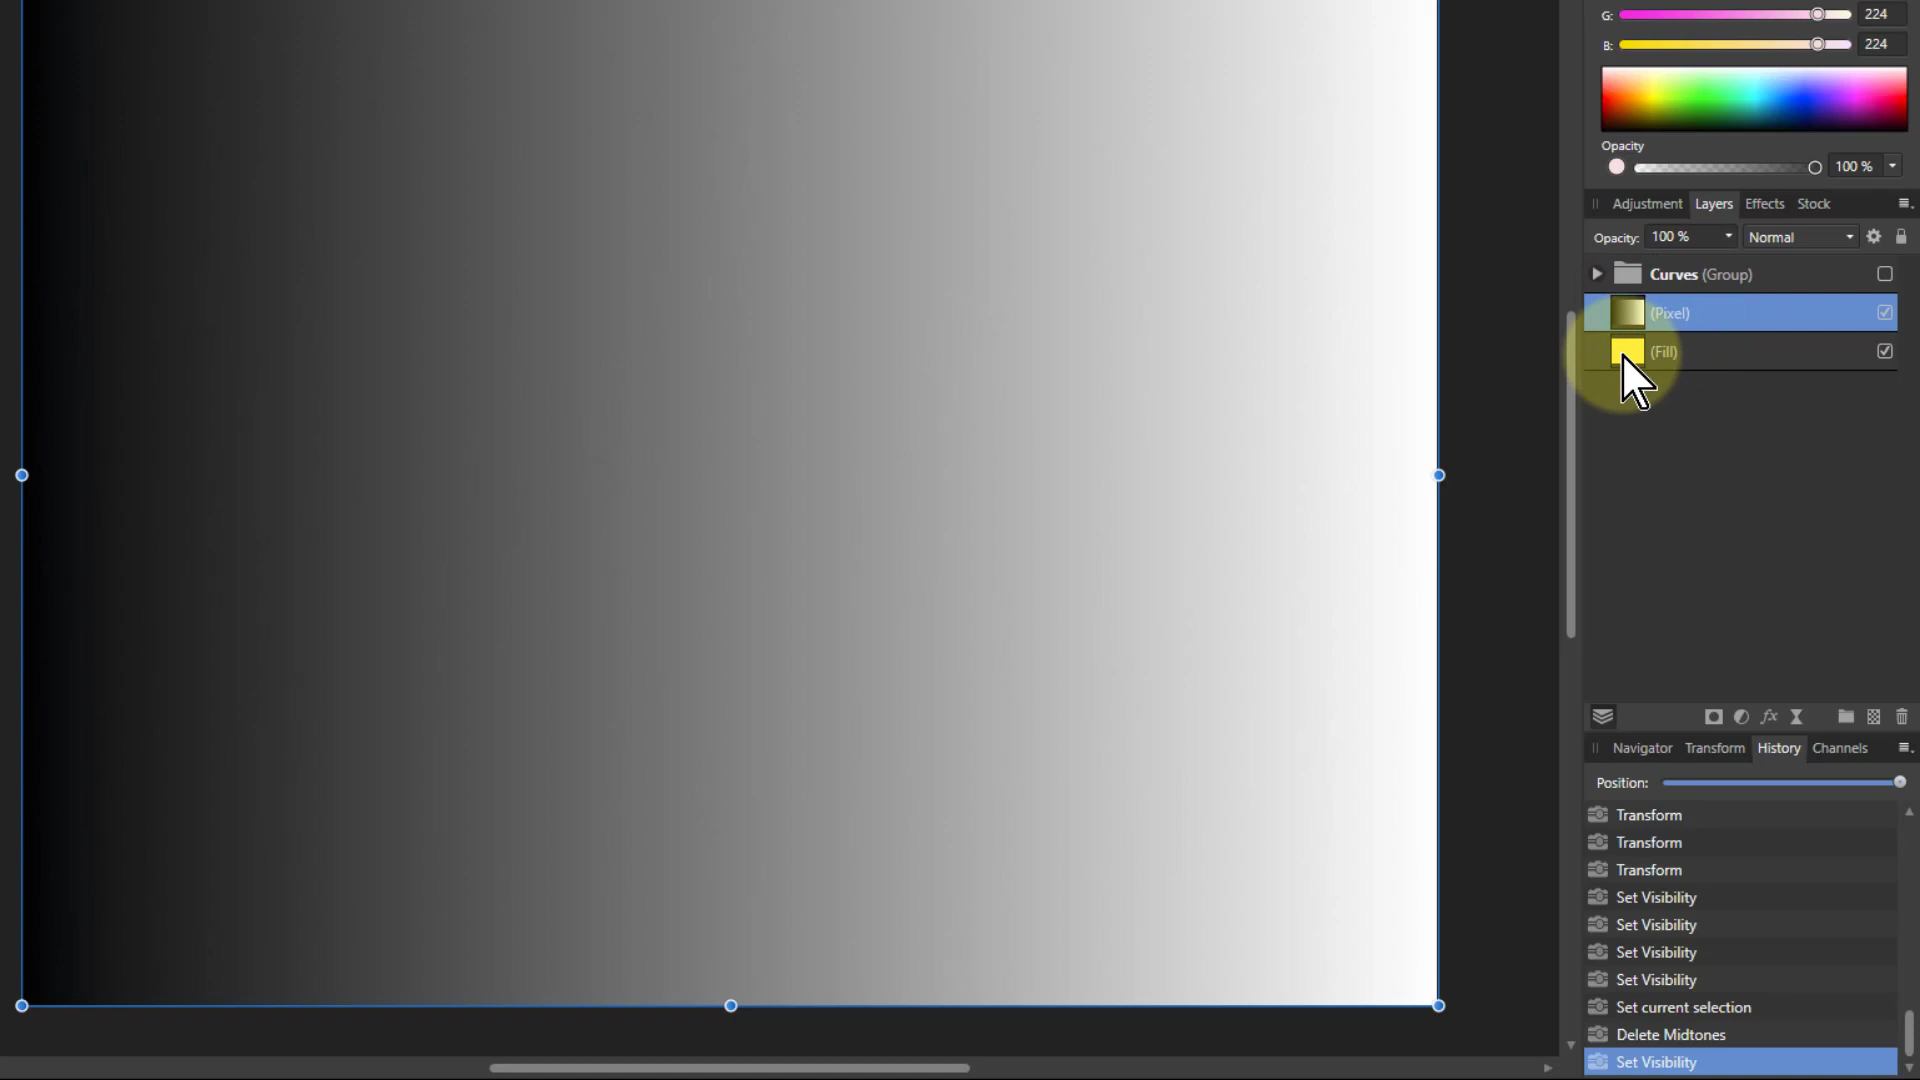 G: 224
B: 224
Opacity
100 %
Adjustment Layers Effects Stock
Opacity: 100 % Normal
Curves (Group)
(Pixel)
(Fill)
fx
Navigator Transform History Channels
Position:
Transform
Transform
Transform
Set Visibility
Set Visibility
Set Visibility
Set Visibility
Set current selection
Delete Midtones
Set Visibility